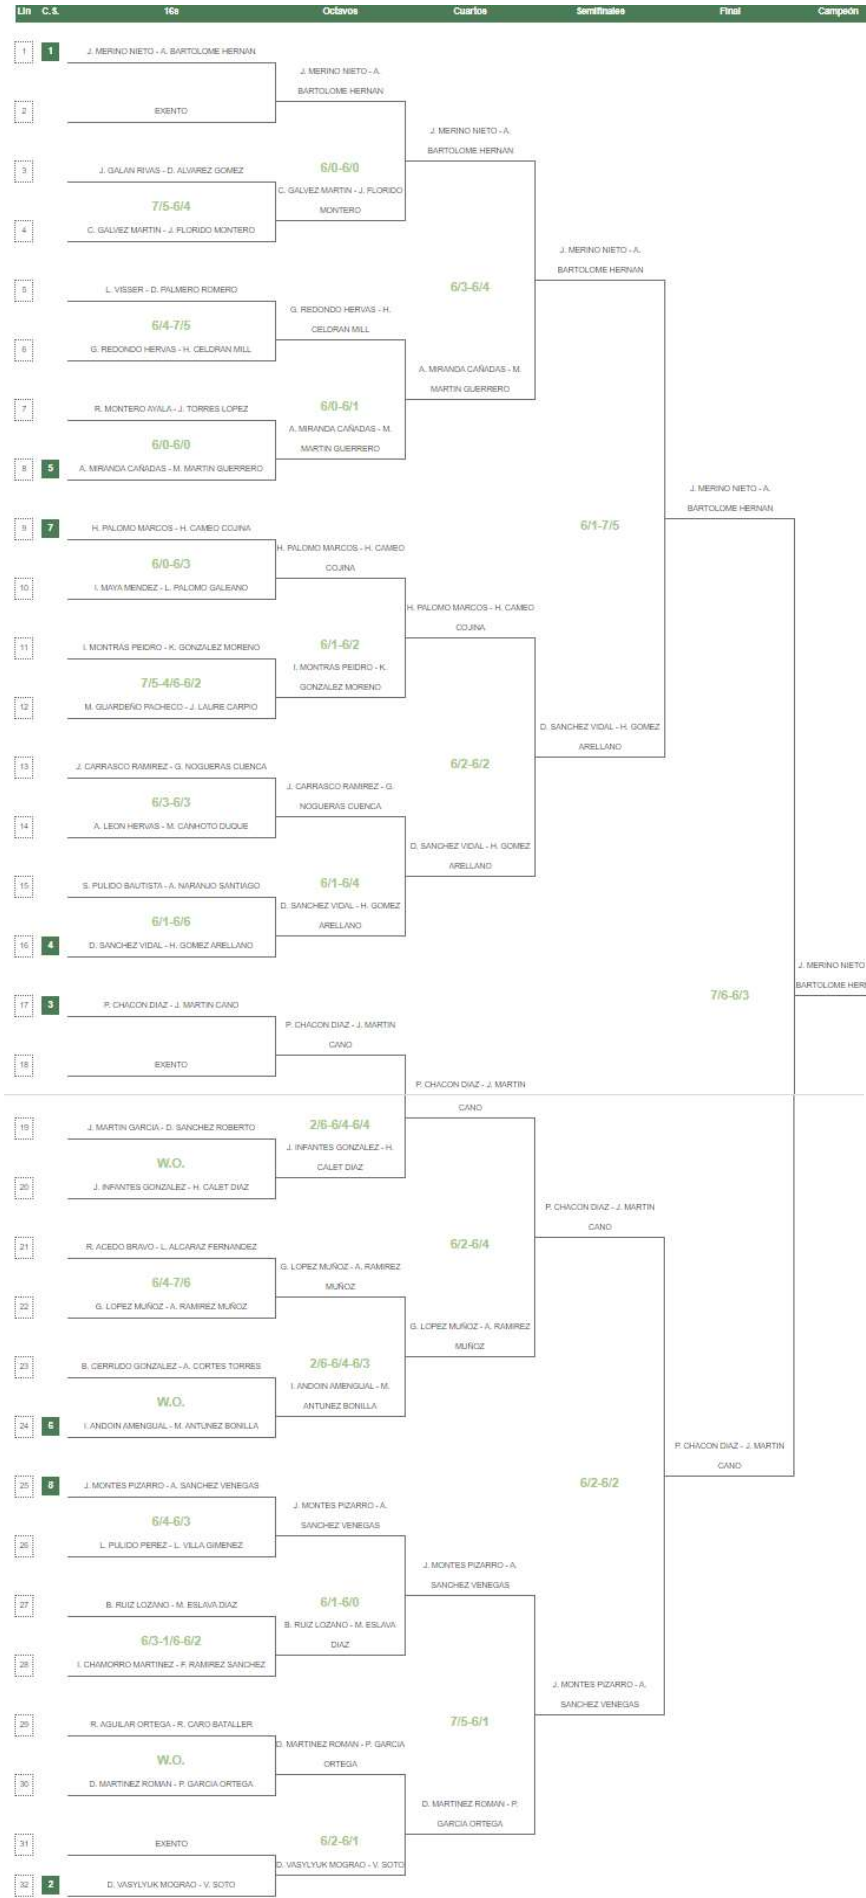 Lin C.S. 16s Octavos Cuartos Semifinales Final Campeón
1 1 J. MERINO NIETO - A. BARTOLOME HERNAN
J. MERINO NIETO - A.
BARTOLOME HERNAN
2 EXENTO
J. MERINO NIETO - A.
BARTOLOME HERNAN
3 J. GALAN RIVAS - D. ALVAREZ GOMEZ
6/0-6/0
7/5-6/4
C. GALVEZ MARTIN - J. FLORIDO
MONTERO
4 C. GALVEZ MARTIN - J. FLORIDO MONTERO
J. MERINO NIETO - A.
BARTOLOME HERNAN
5 L. VISSER - D. PALMERO ROMERO
6/3-6/4
G. REDONDO HERVAS - H.
CELDRAN MILL
6/4-7/5
6 G. REDONDO HERVAS - H. CELDRAN MILL
A. MIRANDA CAÑADAS - M.
MARTIN GUERRERO
7 R. MONTERO AYALA - J. TORRES LOPEZ
6/0-6/1
6/0-6/0
A. MIRANDA CAÑADAS - M.
MARTIN GUERRERO
8 5 A. MIRANDA CAÑADAS - M. MARTIN GUERRERO
J. MERINO NIETO - A.
BARTOLOME HERNAN
9 7 H. PALOMO MARCOS - H. CAMEO COJINA
6/1-7/5
H. PALOMO MARCOS - H. CAMEO
COJINA
6/0-6/3
10 I. MAYA MENDEZ - L. PALOMO GALEANO
H. PALOMO MARCOS - H. CAMEO
COJINA
11 I. MONTRAS PEIDRO - K. GONZALEZ MORENO
6/1-6/2
7/5-4/6-6/2
I. MONTRAS PEIDRO - K.
GONZALEZ MORENO
12 M. GUARDEÑO PACHECO - J. LAURE CARPIO
D. SANCHEZ VIDAL - H. GOMEZ
ARELLANO
13 J. CARRASCO RAMIREZ - G. NOGUERAS CUENCA
6/2-6/2
J. CARRASCO RAMIREZ - G.
NOGUERAS CUENCA
6/3-6/3
14 A. LEON HERVAS - M. CANHOTO DUQUE
D. SANCHEZ VIDAL - H. GOMEZ
ARELLANO
15 S. PULIDO BAUTISTA - A. NARANJO SANTIAGO
6/1-6/4
6/1-6/6
D. SANCHEZ VIDAL - H. GOMEZ
ARELLANO
16 4 D. SANCHEZ VIDAL - H. GOMEZ ARELLANO
J. MERINO NIETO
BARTOLOME HER
7/6-6/3
17 3 P. CHACON DIAZ - J. MARTIN CANO
P. CHACON DIAZ - J. MARTIN
CANO
18 EXENTO
P. CHACON DIAZ - J. MARTIN
CANO
19 J. MARTIN GARCIA - D. SANCHEZ ROBERTO
2/6-6/4-6/4
J. INFANTES GONZALEZ - H.
CALET DIAZ
W.O.
20 J. INFANTES GONZALEZ - H. CALET DIAZ
P. CHACON DIAZ - J. MARTIN
CANO
21 R. ACEDO BRAVO - L. ALCARAZ FERNANDEZ
6/2-6/4
G. LOPEZ MUÑOZ - A. RAMIREZ
MUÑOZ
6/4-7/6
22 G. LOPEZ MUÑOZ - A. RAMIREZ MUÑOZ
G. LOPEZ MUÑOZ - A. RAMIREZ
MUÑOZ
23 B. CERRUDO GONZALEZ - A. CORTES TORRES
2/6-6/4-6/3
I. ANDOIN AMENGUAL - M.
ANTUNEZ BONILLA
W.O.
24 6 I. ANDOIN AMENGUAL - M. ANTUNEZ BONILLA
P. CHACON DIAZ - J. MARTIN
CANO
25 8 J. MONTES PIZARRO - A. SANCHEZ VENEGAS
6/2-6/2
J. MONTES PIZARRO - A.
SANCHEZ VENEGAS
6/4-6/3
26 L. PULIDO PEREZ - L. VILLA GIMENEZ
J. MONTES PIZARRO - A.
SANCHEZ VENEGAS
27 B. RUIZ LOZANO - M. ESLAVA DIAZ
6/1-6/0
B. RUIZ LOZANO - M. ESLAVA
DIAZ
6/3-1/6-6/2
28 I. CHAMORRO MARTINEZ - F. RAMIREZ SANCHEZ
J. MONTES PIZARRO - A.
SANCHEZ VENEGAS
29 R. AGUILAR ORTEGA - R. CARO BATALLER
7/5-6/1
D. MARTINEZ ROMAN - P. GARCIA
ORTEGA
W.O.
30 D. MARTINEZ ROMAN - P. GARCIA ORTEGA
D. MARTINEZ ROMAN - P.
GARCIA ORTEGA
31 EXENTO
6/2-6/1
D. VASYLYUK MOGRAO - V. SOTO
32 2 D. VASYLYUK MOGRAO - V. SOTO